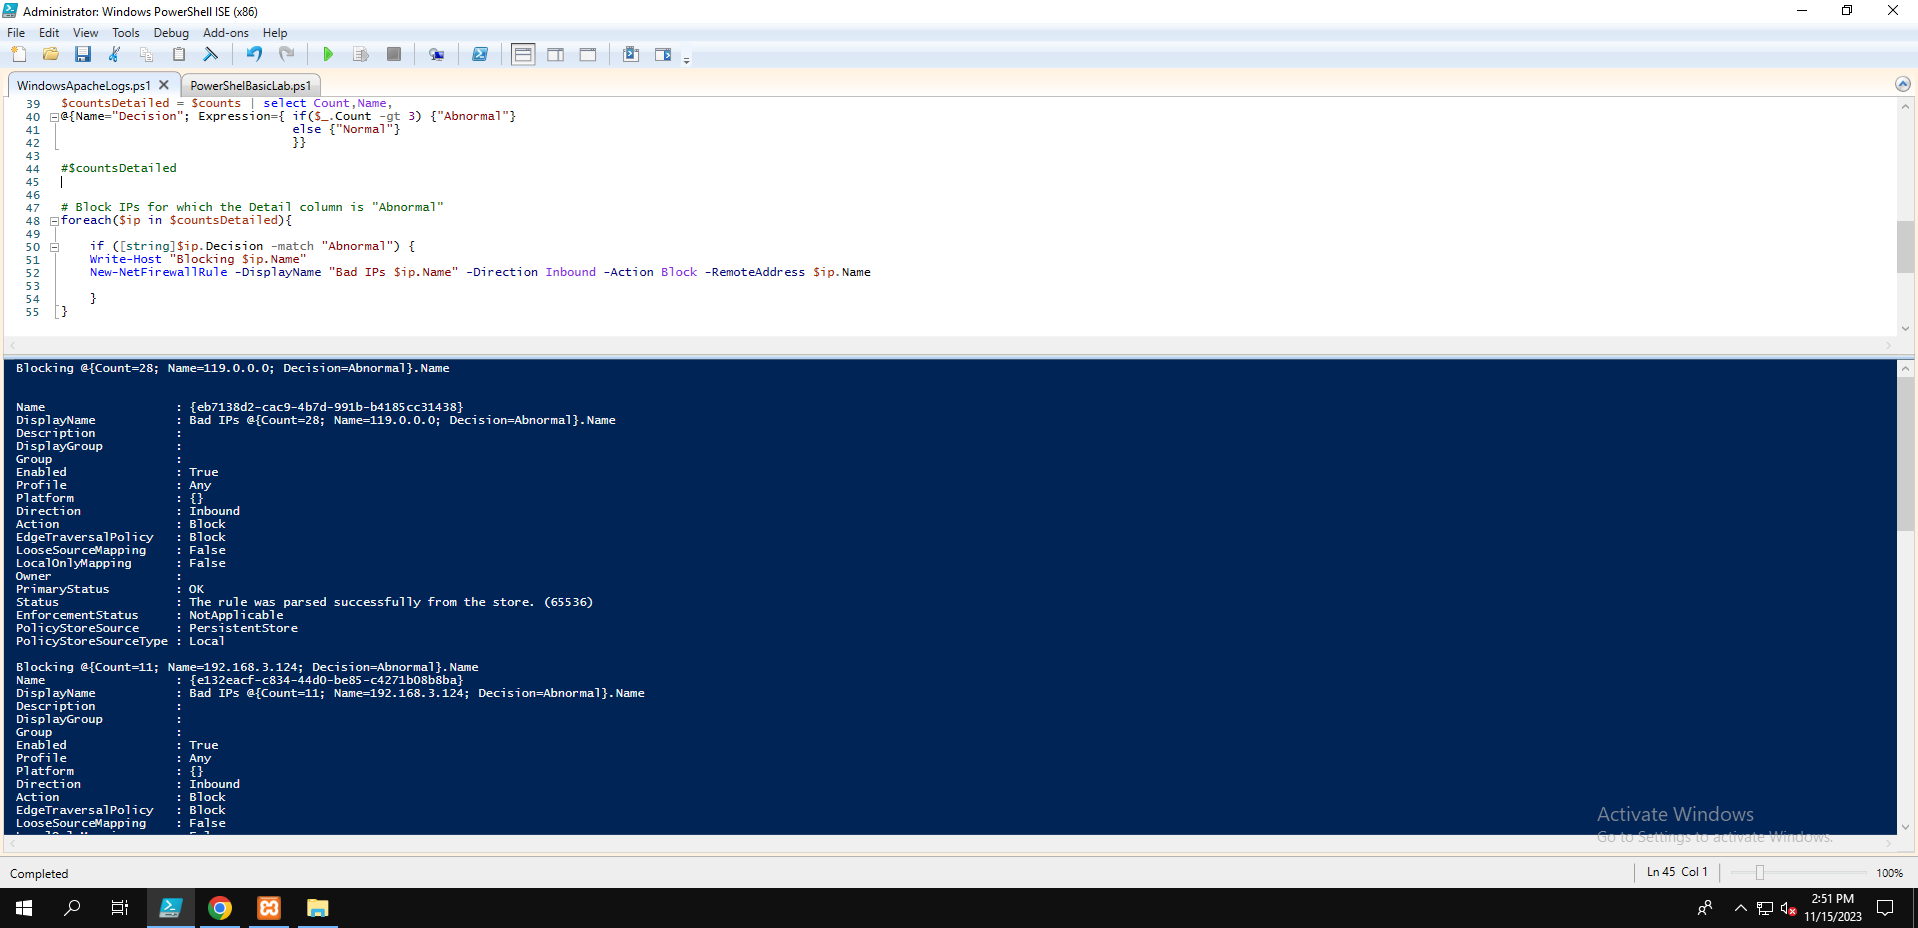 Administrator: Windows PowerShell ISE (x86)
File Edit View Tools Debug Add-ons Help
WindowsApacheLogs.ps1 PowerShelBasicLab.ps1
39 $countsDetailed = $counts | select Count,Name,
40 @{Name="Decision"; Expression={ if($_.Count -gt 3) {"Abnormal"}
41 else {"Normal"}
42 }}
43
44 #$countsDetailed
45
46
47 # Block IPs for which the Detail column is "Abnormal"
48 foreach($ip in $countsDetailed){
49
50 if ([string]$ip.Decision -match "Abnormal") {
51 Write-Host "Blocking $ip.Name"
52 New-NetFirewallRule -DisplayName "Bad IPs $ip.Name" -Direction Inbound -Action Block -RemoteAddress $ip.Name
53
54 }
55 }
Blocking @{Count=28; Name=119.0.0.0; Decision=Abnormal}.Name
Name : {eb7138d2-cac9-4b7d-991b-b4185cc31438}
DisplayName : Bad IPs @{Count=28; Name=119.0.0.0; Decision=Abnormal}.Name
Description :
DisplayGroup :
Group :
Enabled : True
Profile : Any
Platform : {}
Direction : Inbound
Action : Block
EdgeTraversalPolicy : Block
LooseSourceMapping : False
LocalOnlyMapping : False
Owner :
PrimaryStatus : OK
Status : The rule was parsed successfully from the store. (65536)
EnforcementStatus : NotApplicable
PolicyStoreSource : PersistentStore
PolicyStoreSourceType : Local
Blocking @{Count=11; Name=192.168.3.124; Decision=Abnormal}.Name
Name : {e132eacf-c834-44d0-be85-c4271b08b8ba}
DisplayName : Bad IPs @{Count=11; Name=192.168.3.124; Decision=Abnormal}.Name
Description :
DisplayGroup :
Group :
Enabled : True
Profile : Any
Platform : {}
Direction : Inbound
Action : Block
EdgeTraversalPolicy : Block
LooseSourceMapping : False
Activate Windows
Go to Settings to activate Windows.
Completed
Ln 45 Col 1
100%
2:51 PM
11/15/2023